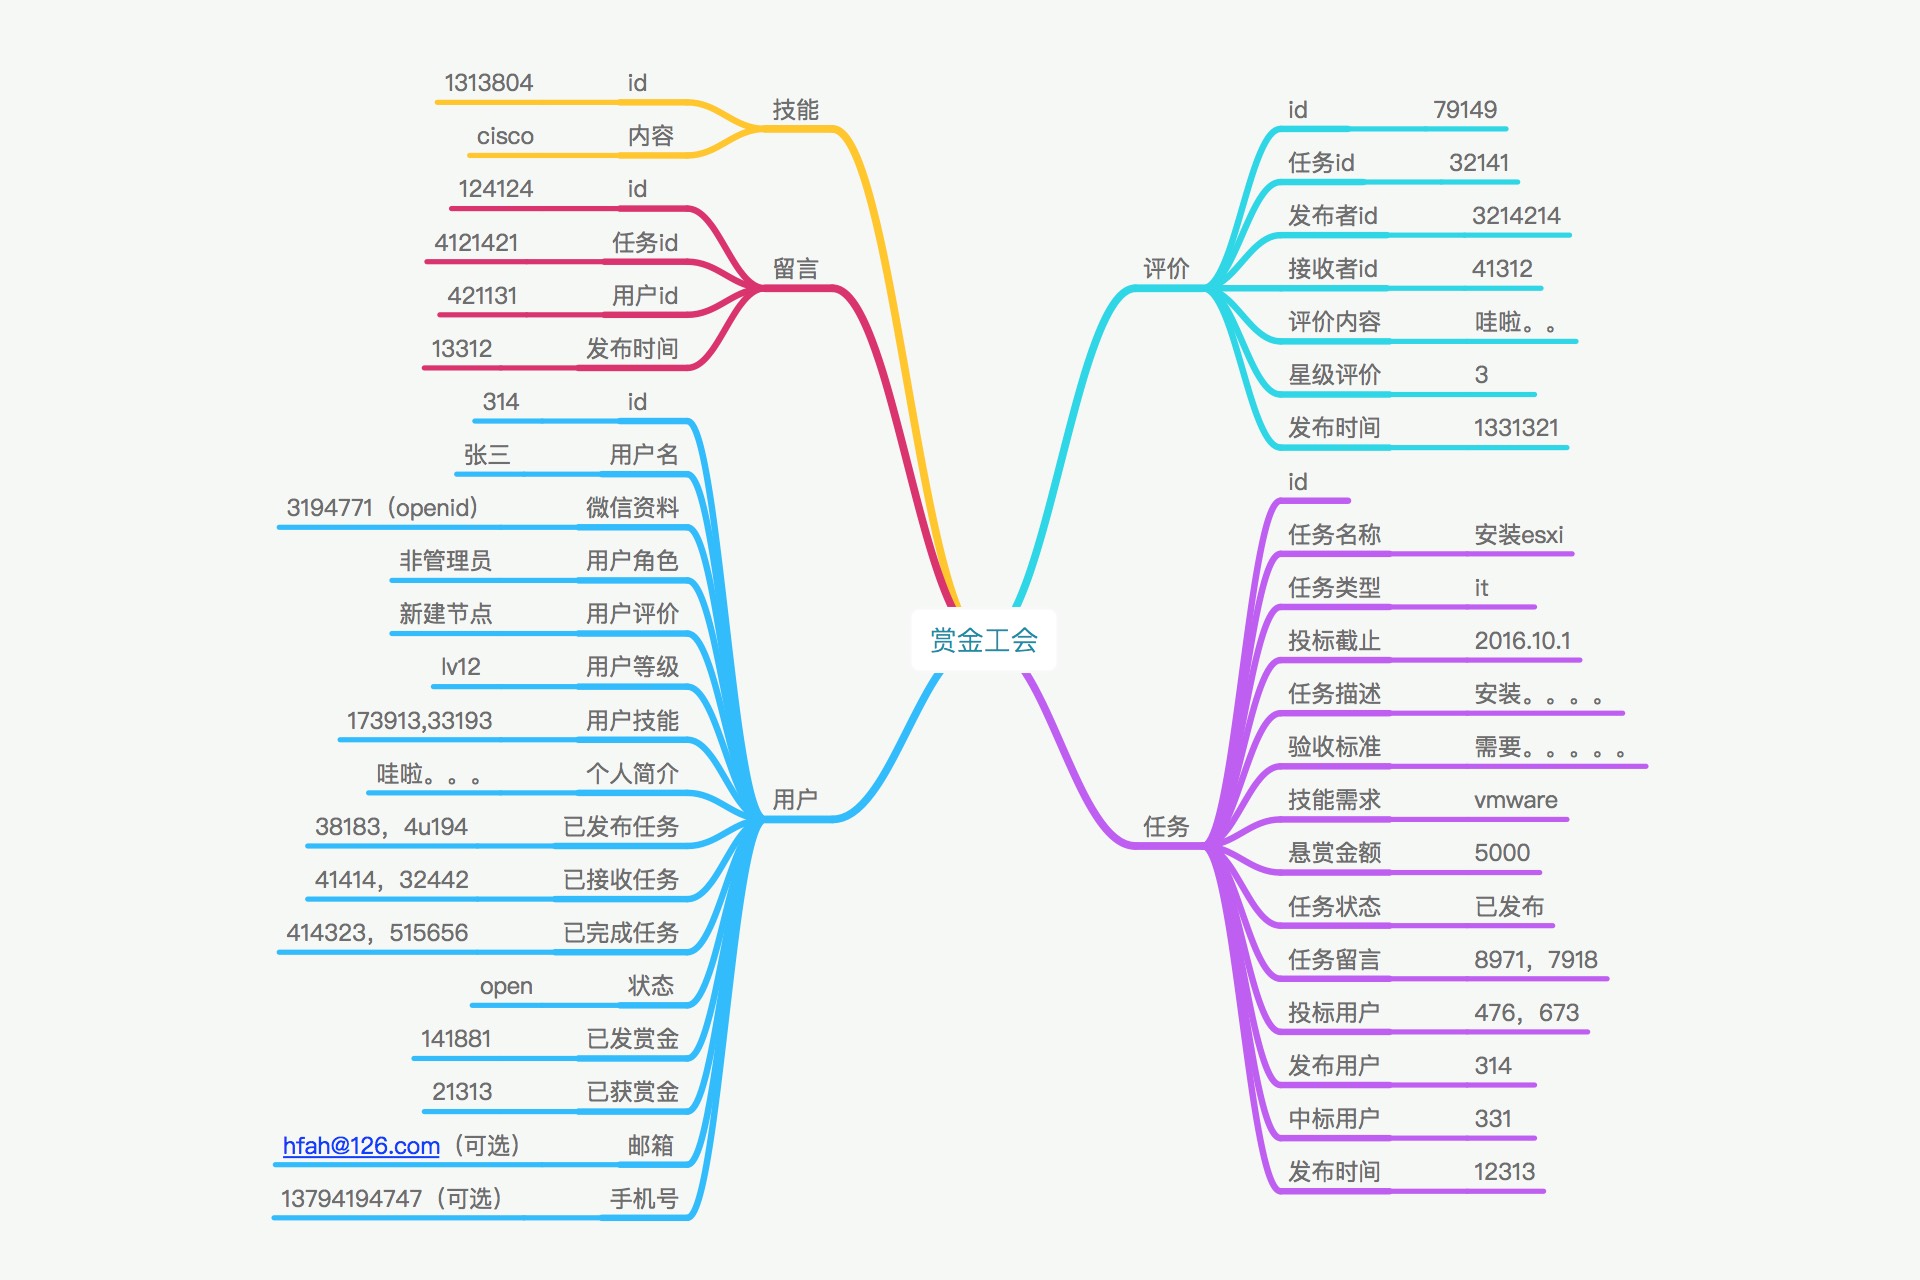 赏金工会
技能
id 1313804
内容 cisco
留言
id 124124
任务id 4121421
用户id 421131
发布时间 13312
用户
id 314
用户名 张三
微信资料 3194771（openid）
用户角色 非管理员
用户评价 新建节点
用户等级 lv12
用户技能 173913,33193
个人简介 哇啦。。。
已发布任务 38183，4u194
已接收任务 41414，32442
已完成任务 414323，515656
状态 open
已发赏金 141881
已获赏金 21313
邮箱 hfah@126.com（可选）
手机号 13794194747（可选）
评价
id 79149
任务id 32141
发布者id 3214214
接收者id 41312
评价内容 哇啦。。
星级评价 3
发布时间 1331321
任务
id
任务名称 安装esxi
任务类型 it
投标截止 2016.10.1
任务描述 安装。。。。
验收标准 需要。。。。。
技能需求 vmware
悬赏金额 5000
任务状态 已发布
任务留言 8971，7918
投标用户 476，673
发布用户 314
中标用户 331
发布时间 12313